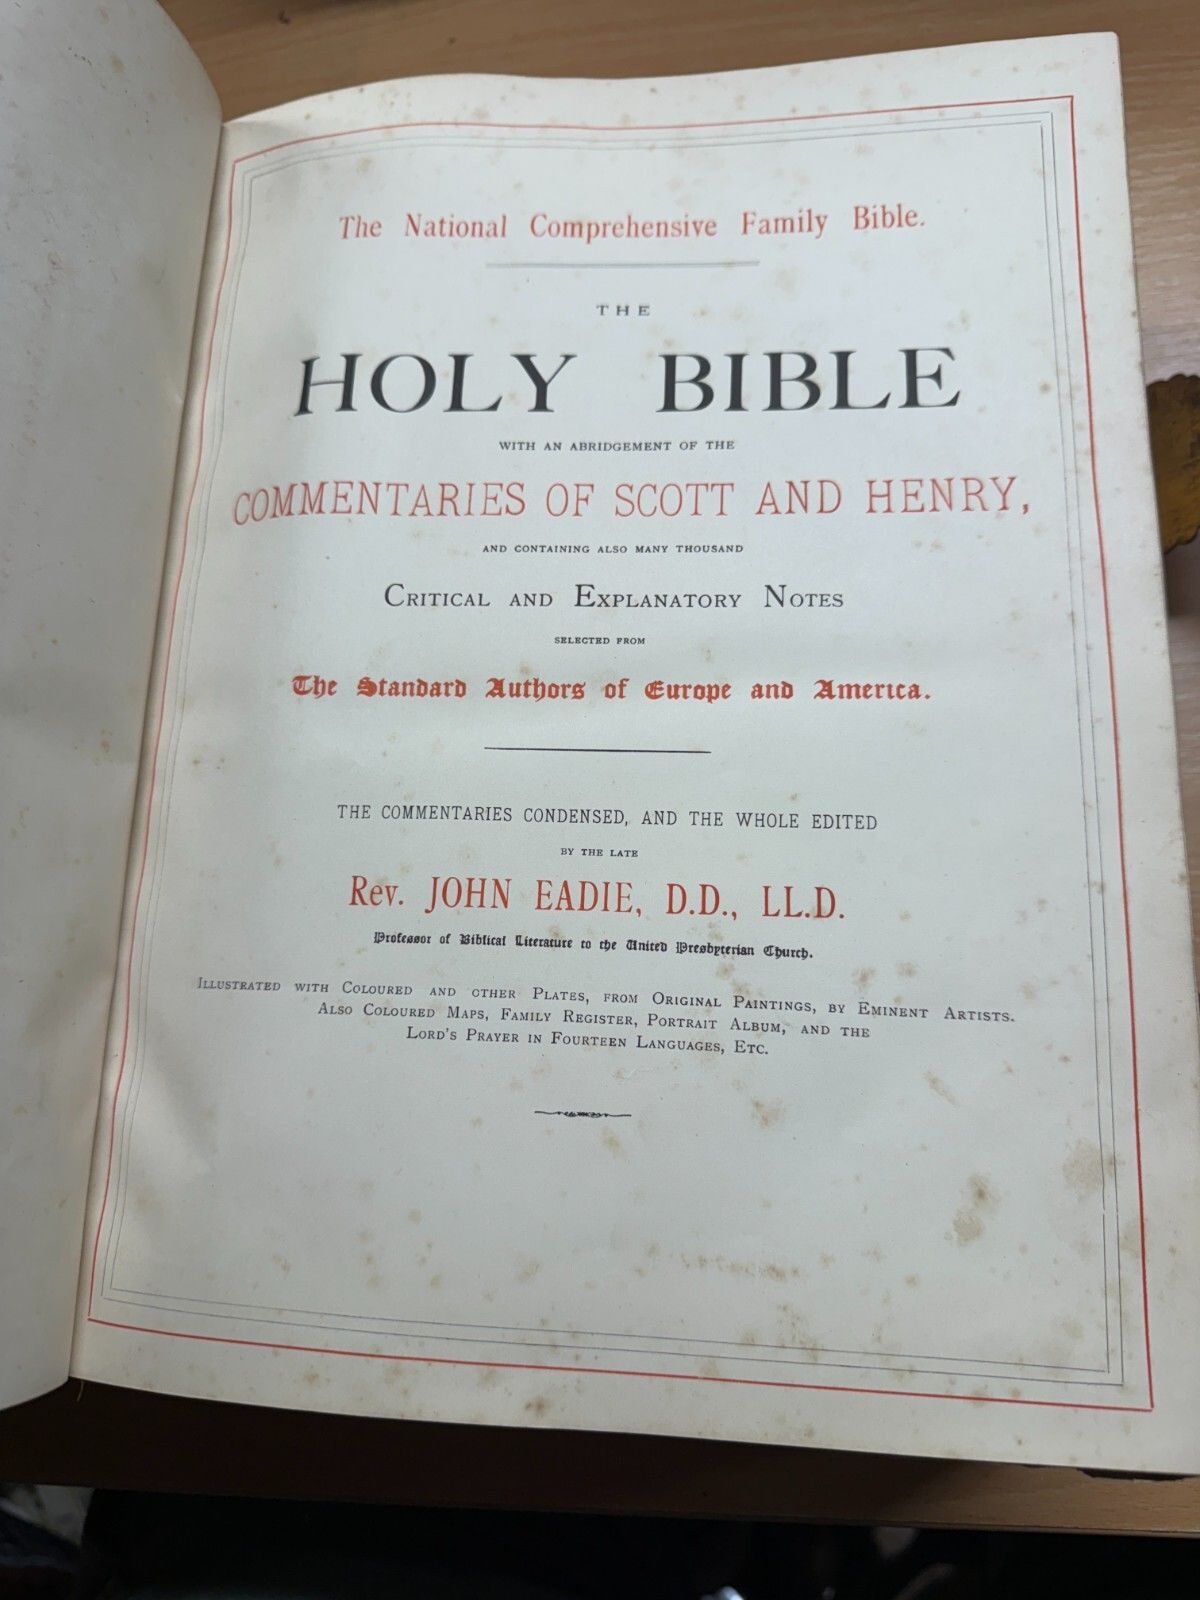 The National Comprehensive Family Bible.
THE
HOLY BIBLE
WITH AN ABRIDGEMENT OF THE
COMMENTARIES OF SCOTT AND HENRY,
AND CONTAINING ALSO MANY THOUSAND
CRITICAL AND EXPLANATORY NOTES
SELECTED FROM
The Standard Authors of Europe and America.
THE COMMENTARIES CONDENSED, AND THE WHOLE EDITED
BY THE LATE
Rev. JOHN EADIE, D.D., LL.D.
Professor of Biblical Literature to the United Presbyterian Church.
ILLUSTRATED WITH COLOURED AND OTHER PLATES, FROM ORIGINAL PAINTINGS, BY EMINENT ARTISTS.
ALSO COLOURED MAPS, FAMILY REGISTER, PORTRAIT ALBUM, AND THE
LORD'S PRAYER IN FOURTEEN LANGUAGES, ETC.